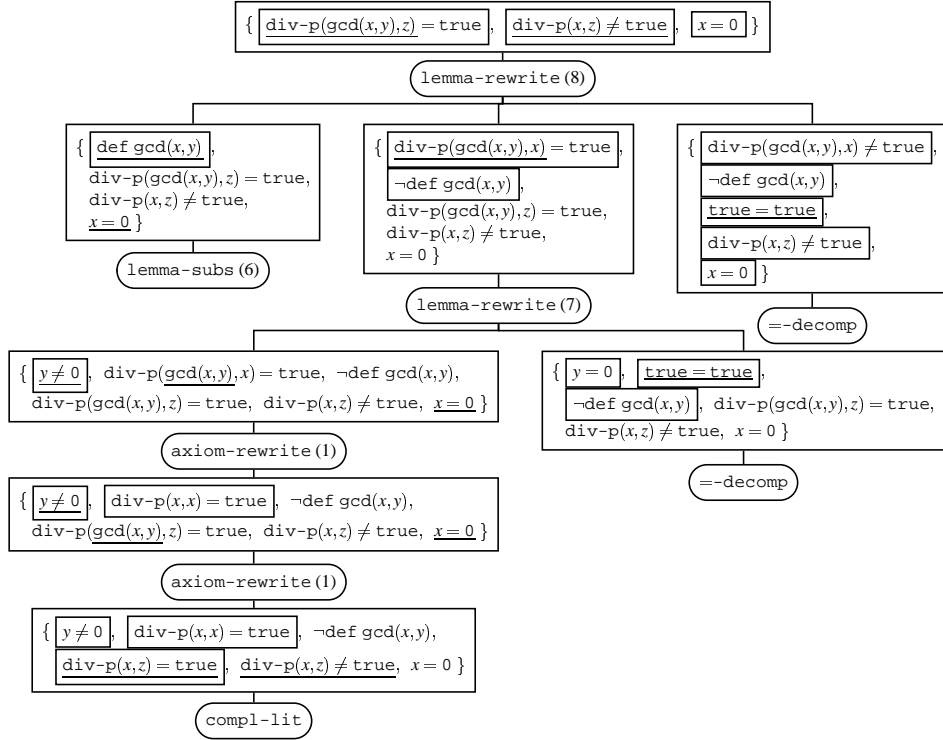 { div-p(gcd(x,y),z) = true, div-p(x,z) ≠ true, x = 0 }
lemma-rewrite (8)
{ def gcd(x,y),
div-p(gcd(x,y),z) = true,
div-p(x,z) ≠ true,
x = 0 }
lemma-subs (6)
{ div-p(gcd(x,y),x) = true,
¬def gcd(x,y),
div-p(gcd(x,y),z) = true,
div-p(x,z) ≠ true,
x = 0 }
lemma-rewrite (7)
{ div-p(gcd(x,y),x) ≠ true,
¬def gcd(x,y),
true = true,
div-p(x,z) ≠ true,
x = 0 }
=-decomp
{ y ≠ 0, div-p(gcd(x,y),x) = true, ¬def gcd(x,y),
div-p(gcd(x,y),z) = true, div-p(x,z) ≠ true, x = 0 }
axiom-rewrite (1)
{ y = 0, true = true,
¬def gcd(x,y), div-p(gcd(x,y),z) = true,
div-p(x,z) ≠ true, x = 0 }
=-decomp
{ y ≠ 0, div-p(x,x) = true, ¬def gcd(x,y),
div-p(gcd(x,y),z) = true, div-p(x,z) ≠ true, x = 0 }
axiom-rewrite (1)
{ y ≠ 0, div-p(x,x) = true, ¬def gcd(x,y),
div-p(x,z) = true, div-p(x,z) ≠ true, x = 0 }
compl-lit